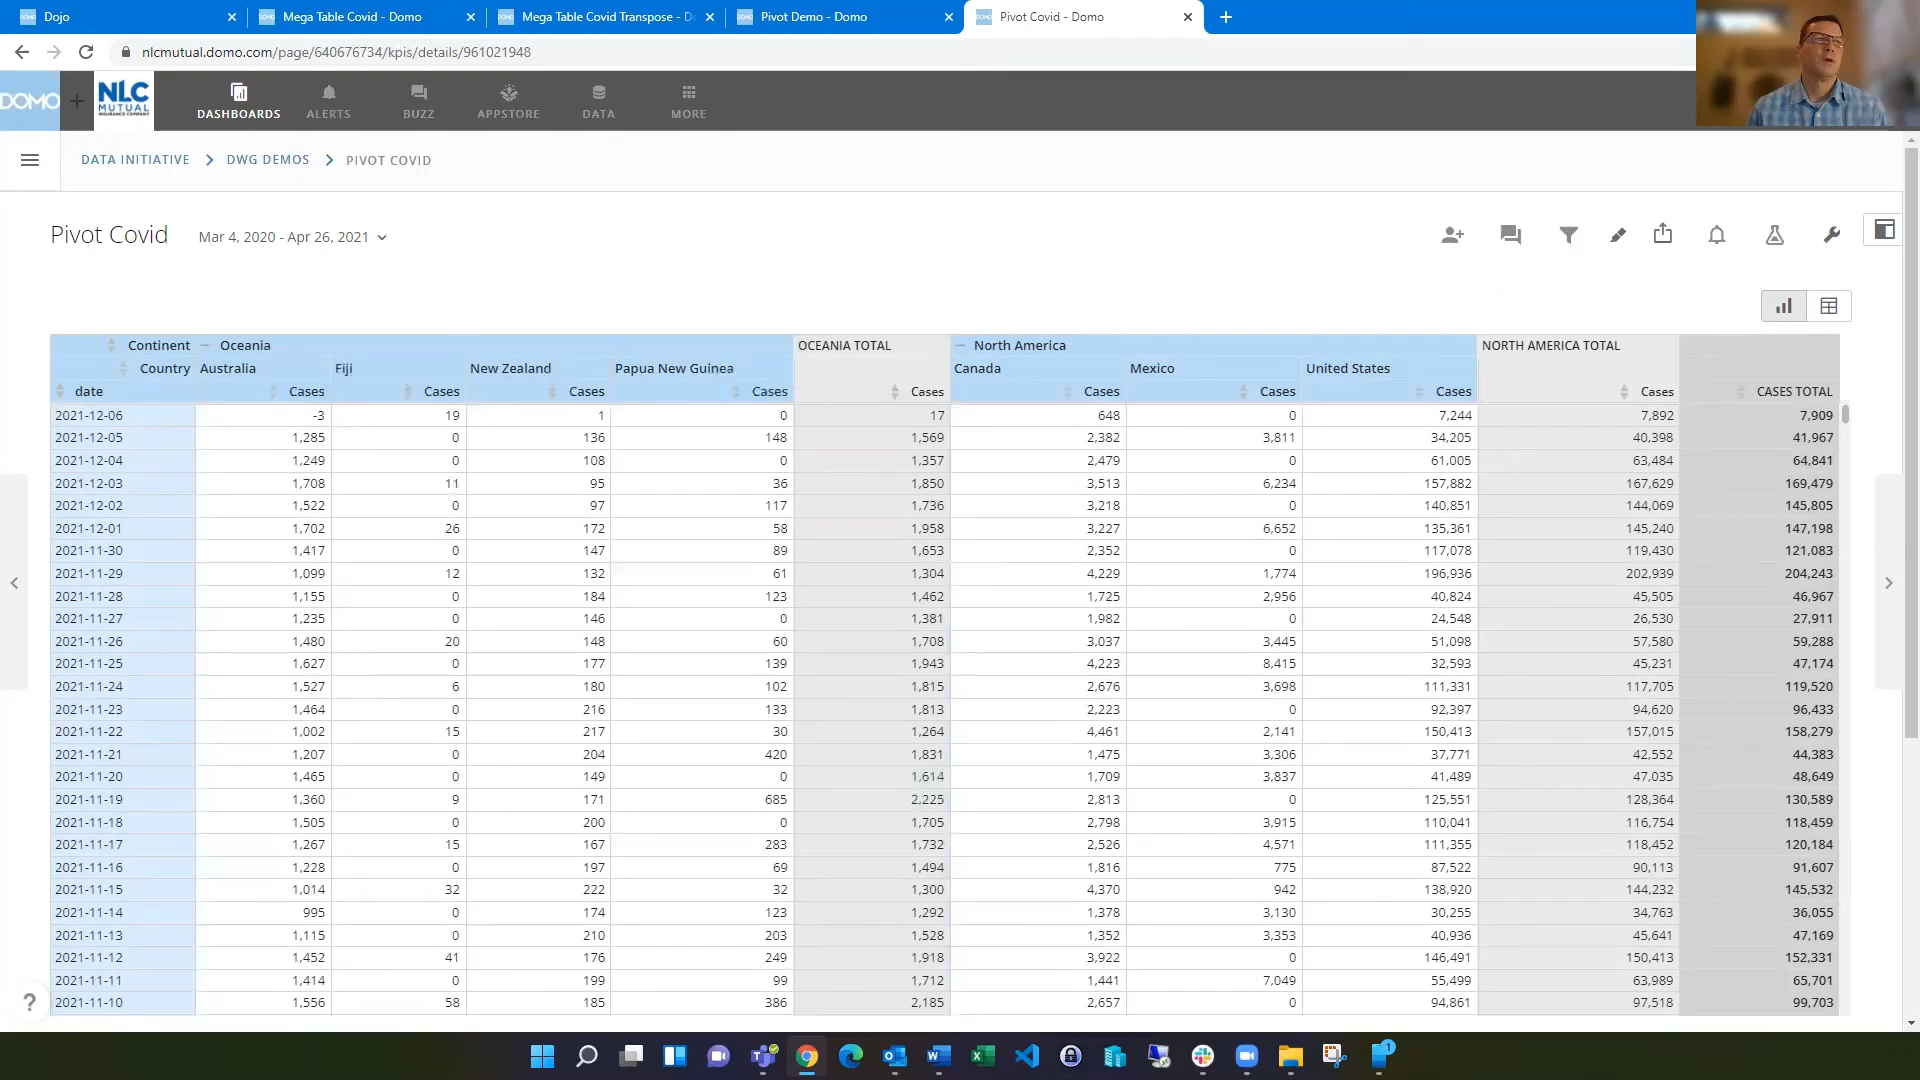 Dojo
Mega Table Covid - Domo
Mega Table Covid Transpose - D
Pivot Demo - Domo
Pivot Covid - Domo
nlcmutual.domo.com/page/640676734/kpis/details/961021948
DOMO
NLC
MUTUAL
INSURANCE COMPANY
DASHBOARDS
ALERTS
BUZZ
APPSTORE
DATA
MORE
DATA INITIATIVE > DWG DEMOS > PIVOT COVID
Pivot Covid
Mar 4, 2020 - Apr 26, 2021
Continent Oceania OCEANIA TOTAL North America NORTH AMERICA TOTAL
Country Australia Fiji New Zealand Papua New Guinea Canada Mexico United States
date Cases Cases Cases Cases Cases Cases Cases Cases Cases CASES TOTAL
2021-12-06 -3 19 1 0 17 648 0 7,244 7,892 7,909
2021-12-05 1,285 0 136 148 1,569 2,382 3,811 34,205 40,398 41,967
2021-12-04 1,249 0 108 0 1,357 2,479 0 61,005 63,484 64,841
2021-12-03 1,708 11 95 36 1,850 3,513 6,234 157,882 167,629 169,479
2021-12-02 1,522 0 97 117 1,736 3,218 0 140,851 144,069 145,805
2021-12-01 1,702 26 172 58 1,958 3,227 6,652 135,361 145,240 147,198
2021-11-30 1,417 0 147 89 1,653 2,352 0 117,078 119,430 121,083
2021-11-29 1,099 12 132 61 1,304 4,229 1,774 196,936 202,939 204,243
2021-11-28 1,155 0 184 123 1,462 1,725 2,956 40,824 45,505 46,967
2021-11-27 1,235 0 146 0 1,381 1,982 0 24,548 26,530 27,911
2021-11-26 1,480 20 148 60 1,708 3,037 3,445 51,098 57,580 59,288
2021-11-25 1,627 0 177 139 1,943 4,223 8,415 32,593 45,231 47,174
2021-11-24 1,527 6 180 102 1,815 2,676 3,698 111,331 117,705 119,520
2021-11-23 1,464 0 216 133 1,813 2,223 0 92,397 94,620 96,433
2021-11-22 1,002 15 217 30 1,264 4,461 2,141 150,413 157,015 158,279
2021-11-21 1,207 0 204 420 1,831 1,475 3,306 37,771 42,552 44,383
2021-11-20 1,465 0 149 0 1,614 1,709 3,837 41,489 47,035 48,649
2021-11-19 1,360 9 171 685 2,225 2,813 0 125,551 128,364 130,589
2021-11-18 1,505 0 200 0 1,705 2,798 3,915 110,041 116,754 118,459
2021-11-17 1,267 15 167 283 1,732 2,526 4,571 111,355 118,452 120,184
2021-11-16 1,228 0 197 69 1,494 1,816 775 87,522 90,113 91,607
2021-11-15 1,014 32 222 32 1,300 4,370 942 138,920 144,232 145,532
2021-11-14 995 0 174 123 1,292 1,378 3,130 30,255 34,763 36,055
2021-11-13 1,115 0 210 203 1,528 1,352 3,353 40,936 45,641 47,169
2021-11-12 1,452 41 176 249 1,918 3,922 0 146,491 150,413 152,331
2021-11-11 1,414 0 199 99 1,712 1,441 7,049 55,499 63,989 65,701
2021-11-10 1,556 58 185 386 2,185 2,657 0 94,861 97,518 99,703
?
1